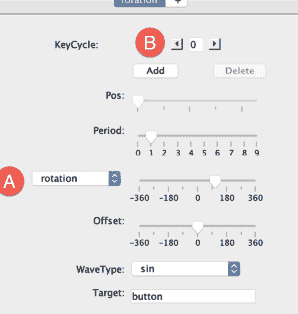 rotation +
KeyCycle: B 0
Add Delete
Pos:
Period:
0 1 2 3 4 5 6 7 8 9
A rotation
-360 -180 0 180 360
Offset:
-360 -180 0 180 360
WaveType: sin
Target: button